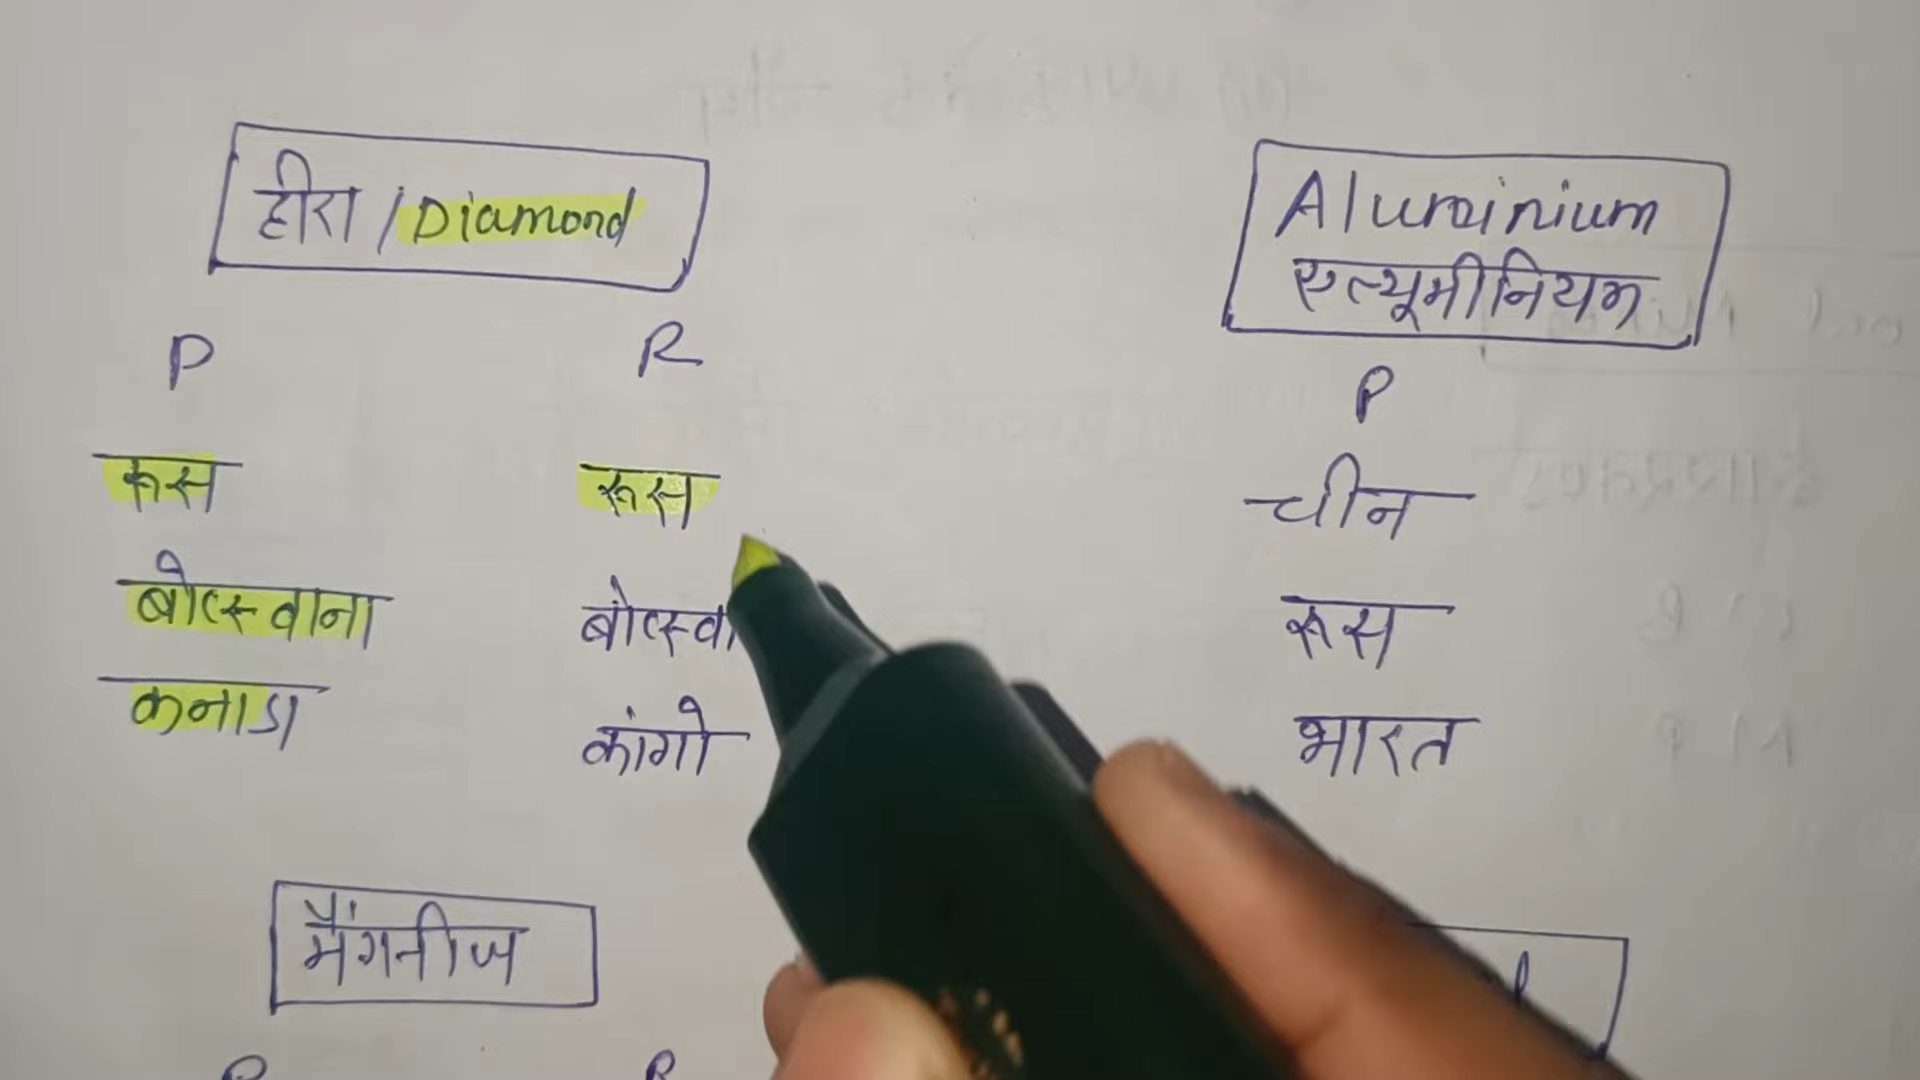 हीरा / Diamond
P R
रूस रूस
बोत्स्वाना बोत्स्वा
कनाडा कांगो
Aluminium
एल्यूमीनियम
P
चीन
रूस
भारत
मैंगनीज
P R